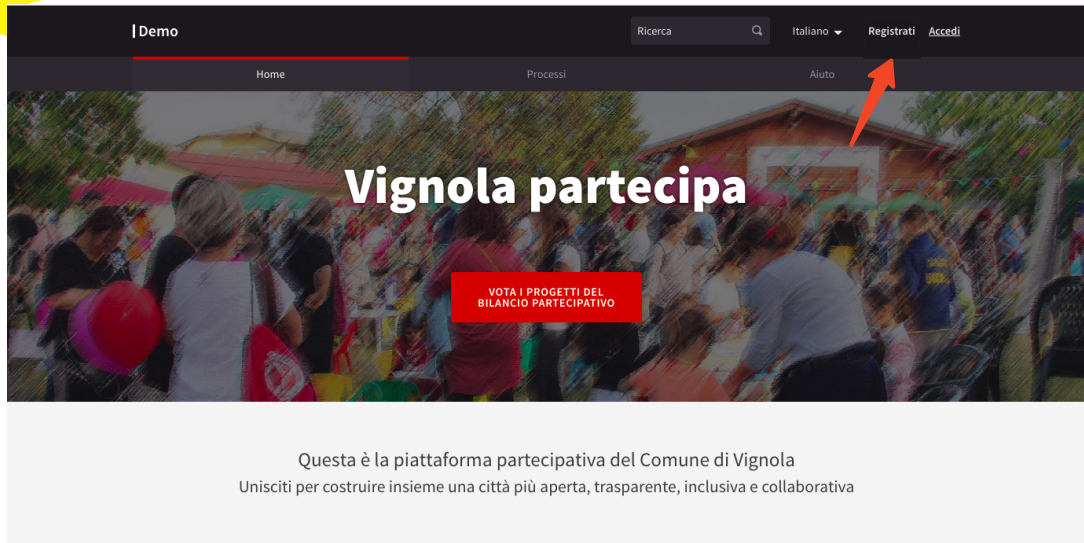 Demo
Ricerca
Italiano
Registrati
Accedi
Home
Processi
Aiuto
Vignola partecipa
VOTA I PROGETTI DEL
BILANCIO PARTECIPATIVO
Questa è la piattaforma partecipativa del Comune di Vignola
Unisciti per costruire insieme una città più aperta, trasparente, inclusiva e collaborativa